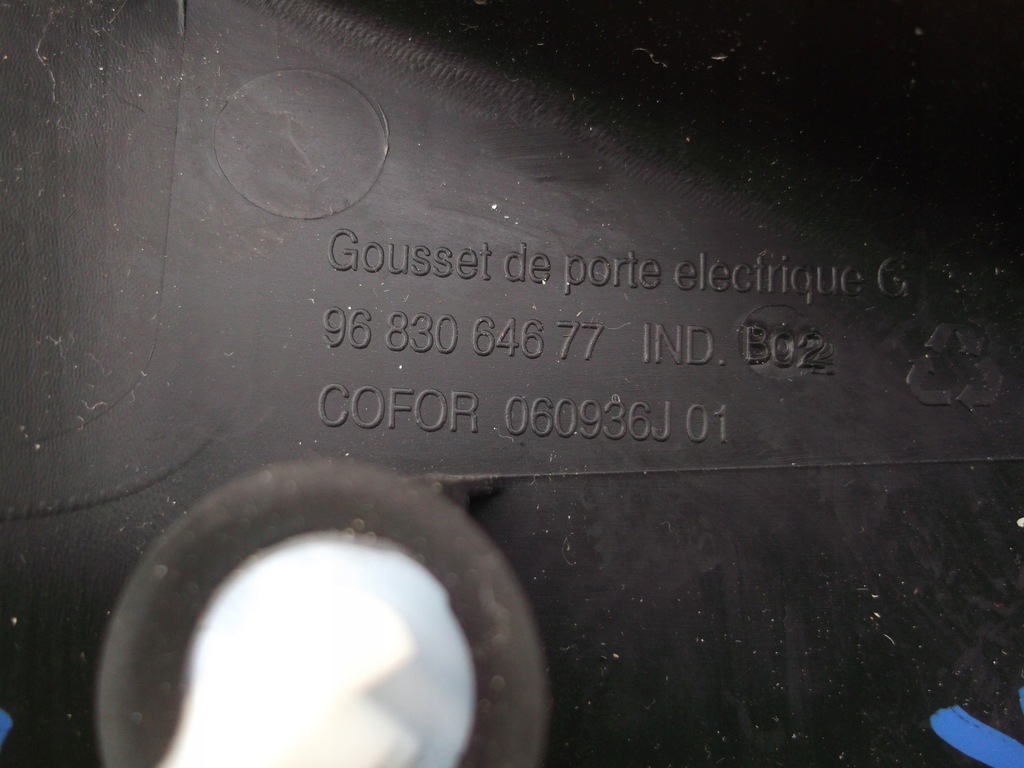 Gousset de porte electrique G
96 830 646 77 IND. B02
COFOR 060936J 01